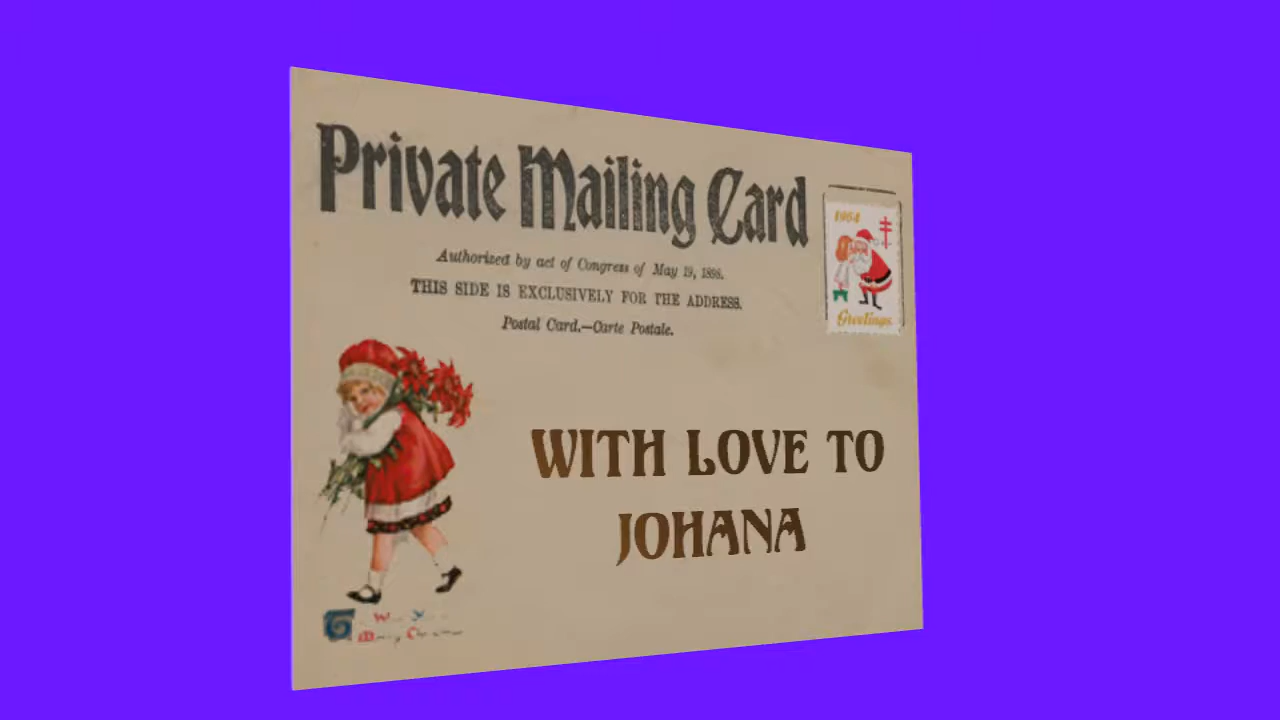 Private Mailing Card
Authorized by act of Congress of May 19, 1898.
THIS SIDE IS EXCLUSIVELY FOR THE ADDRESS.
Postal Card.—Carte Postale.
1964
Greetings
WITH LOVE TO
JOHANA